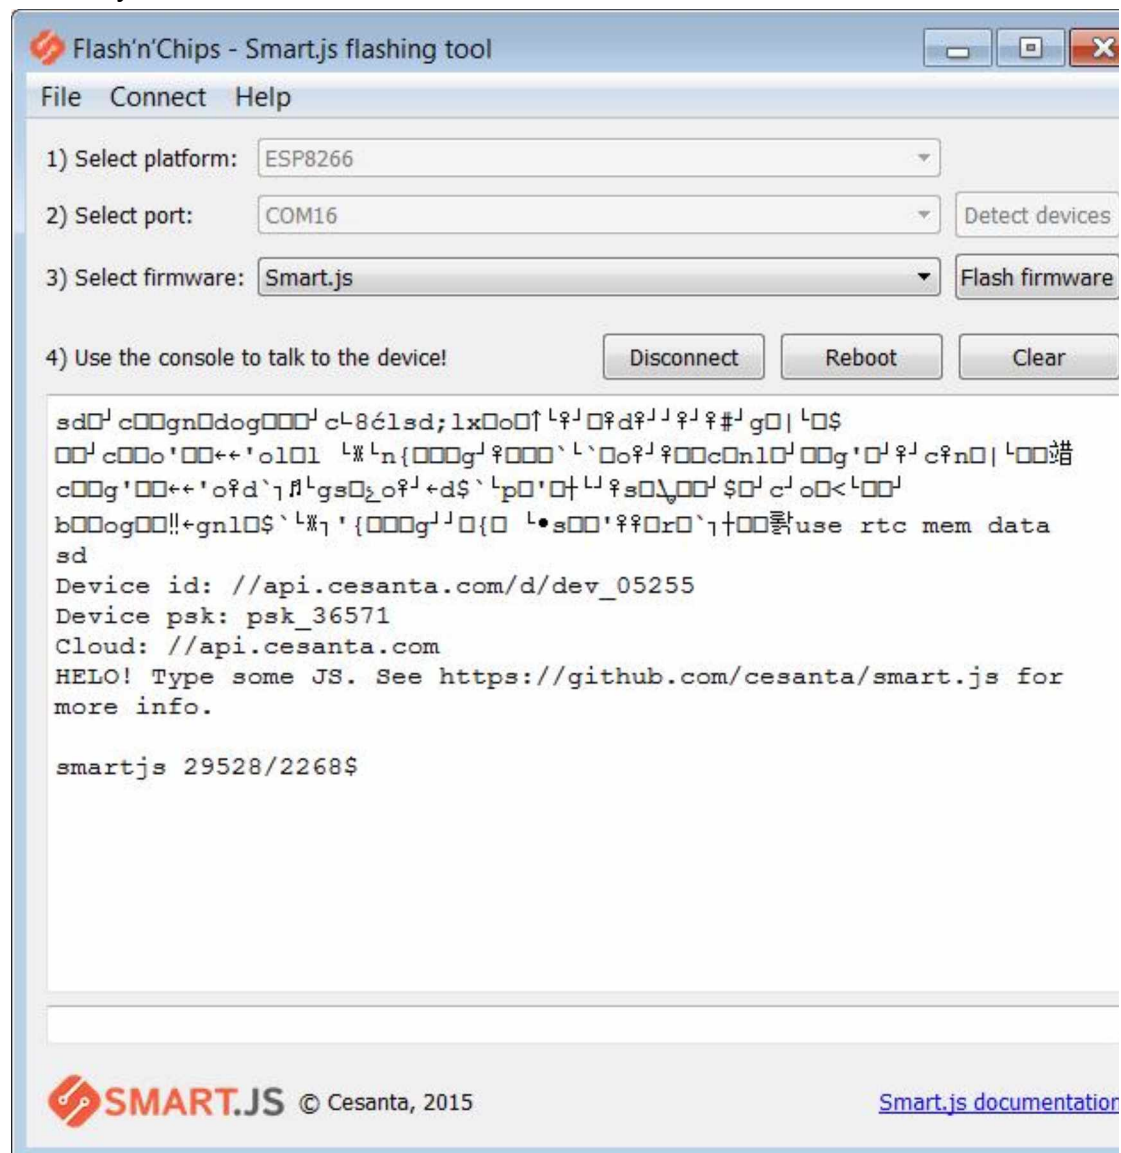 Flash'n'Chips - Smart.js flashing tool
File Connect Help
1) Select platform: ESP8266
2) Select port: COM16 Detect devices
3) Select firmware: Smart.js Flash firmware
4) Use the console to talk to the device! Disconnect Reboot Clear
use rtc mem data
sd
Device id: //api.cesanta.com/d/dev_05255
Device psk: psk_36571
Cloud: //api.cesanta.com
HELO! Type some JS. See https://github.com/cesanta/smart.js for
more info.
smartjs 29528/2268$
SMART.JS © Cesanta, 2015 Smart.js documentation